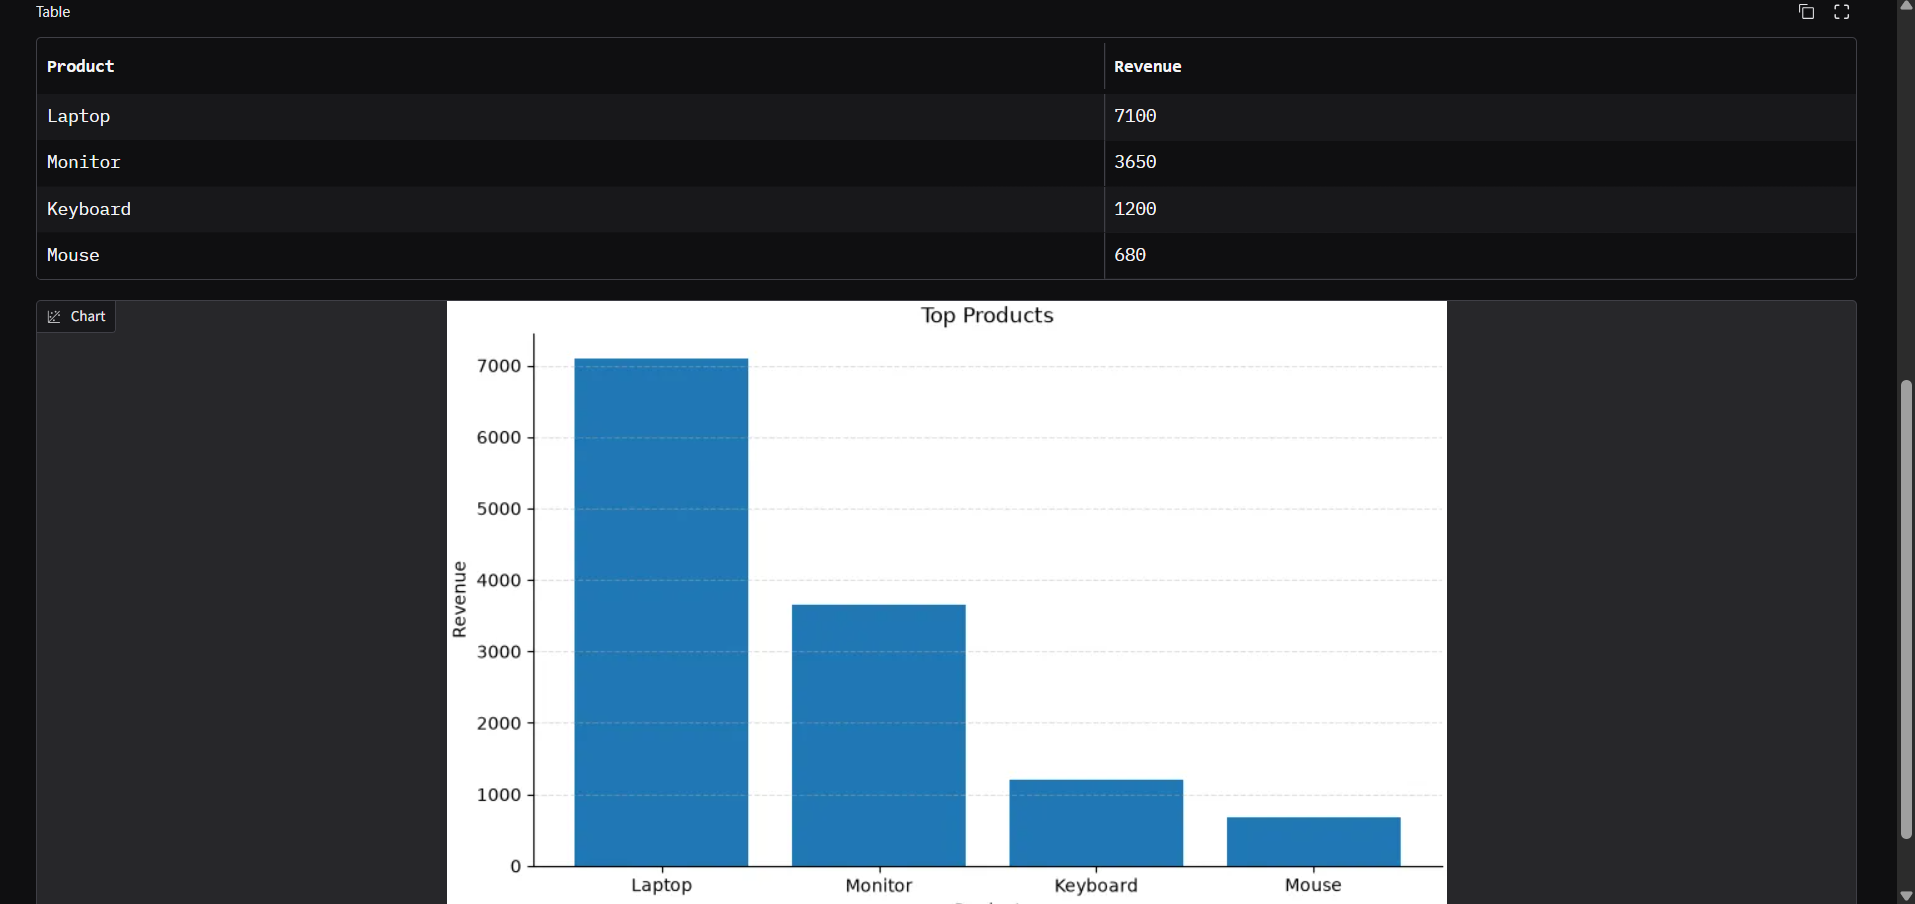 Table
Product Revenue
Laptop 7100
Monitor 3650
Keyboard 1200
Mouse 680
Chart
Top Products
7000
6000
5000
4000
3000
2000
1000
0
Revenue
Laptop Monitor Keyboard Mouse